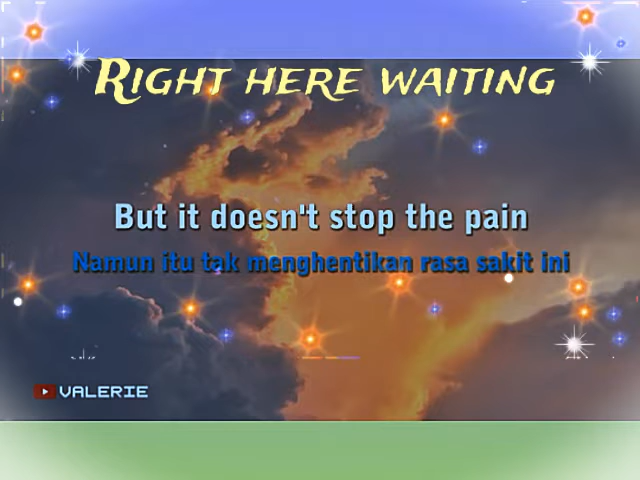 Right here waiting
But it doesn't stop the pain
Namun itu tak menghentikan rasa sakit ini
VALERIE